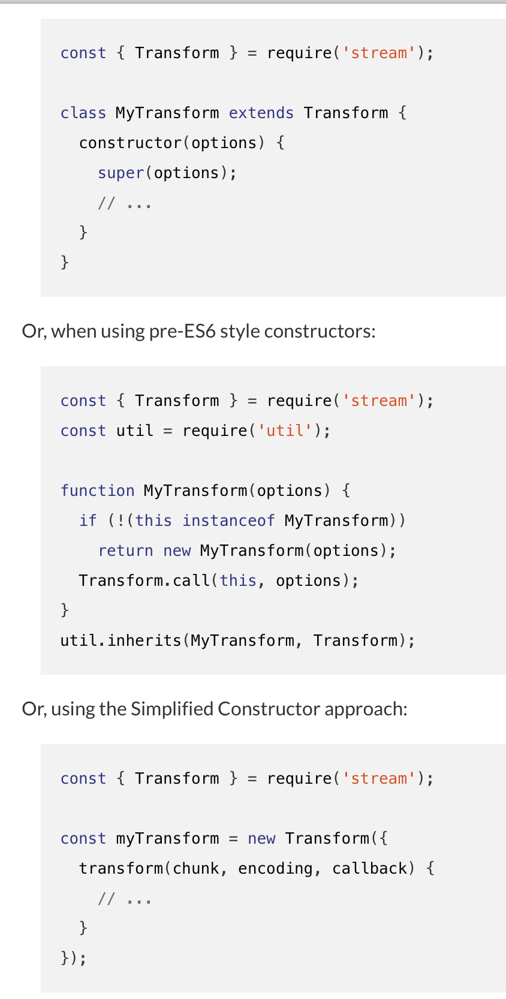 const { Transform } = require('stream');
class MyTransform extends Transform {
  constructor(options) {
    super(options);
    // ...
  }
}
Or, when using pre-ES6 style constructors:
const { Transform } = require('stream');
const util = require('util');
function MyTransform(options) {
  if (!(this instanceof MyTransform))
    return new MyTransform(options);
  Transform.call(this, options);
}
util.inherits(MyTransform, Transform);
Or, using the Simplified Constructor approach:
const { Transform } = require('stream');
const myTransform = new Transform({
  transform(chunk, encoding, callback) {
    // ...
  }
});